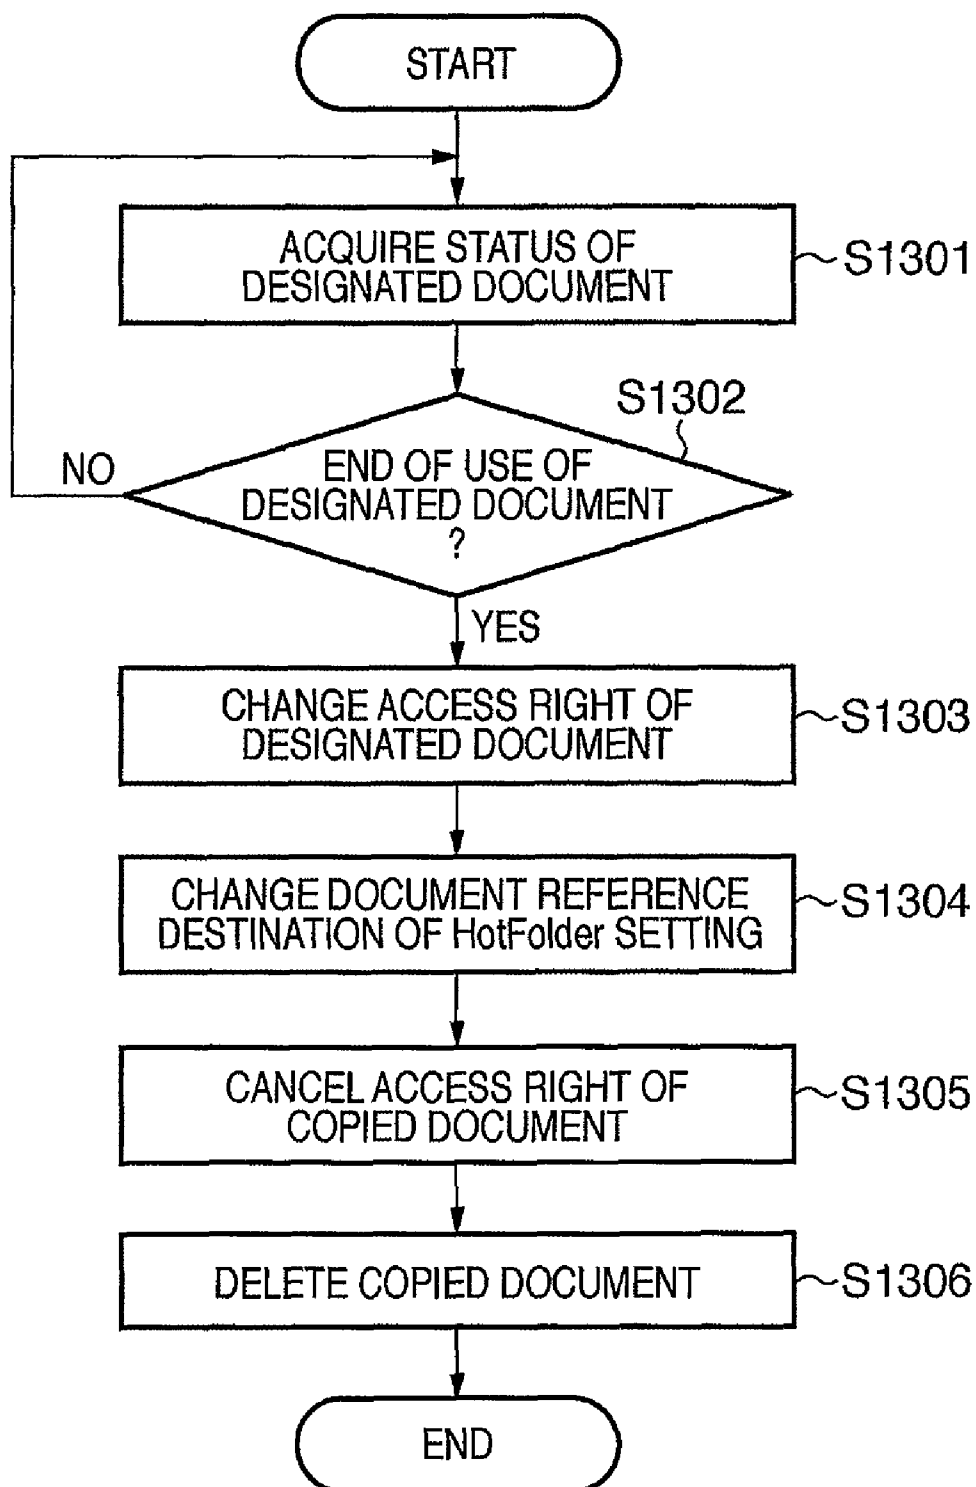 START
ACQUIRE STATUS OF
DESIGNATED DOCUMENT
S1301
S1302
END OF USE OF
DESIGNATED DOCUMENT
?
NO
YES
CHANGE ACCESS RIGHT OF
DESIGNATED DOCUMENT
S1303
CHANGE DOCUMENT REFERENCE
DESTINATION OF HotFolder SETTING
S1304
CANCEL ACCESS RIGHT OF
COPIED DOCUMENT
S1305
DELETE COPIED DOCUMENT
S1306
END